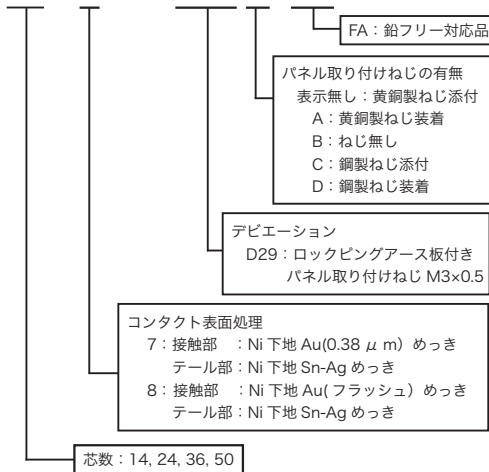 FA：鉛フリー対応品
パネル取り付けねじの有無
表示無し：黄銅製ねじ添付
A：黄銅製ねじ装着
B：ねじ無し
C：鋼製ねじ添付
D：鋼製ねじ装着
デビエーション
D29：ロックピングアース板付き
パネル取り付けねじ M3×0.5
コンタクト表面処理
7：接触部　：Ni 下地 Au(0.38 μ m）めっき
テール部：Ni 下地 Sn-Ag めっき
8：接触部　：Ni 下地 Au( フラッシュ）めっき
テール部：Ni 下地 Sn-Ag めっき
芯数：14, 24, 36, 50